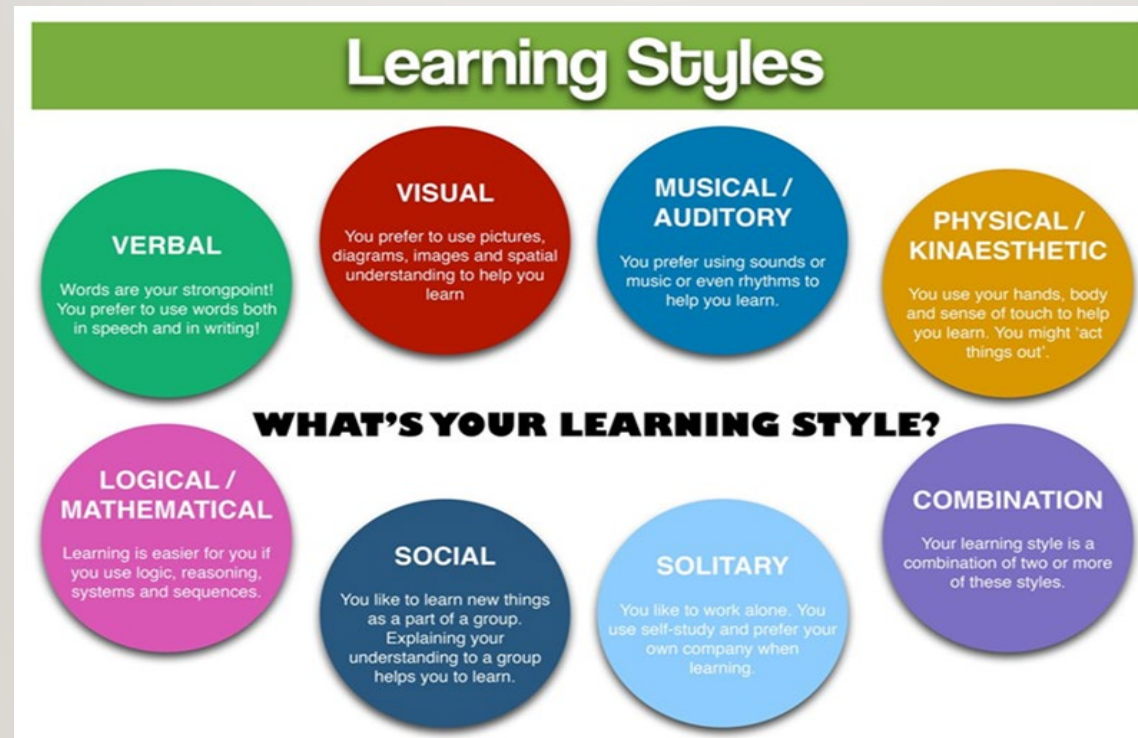 Learning Styles
VERBAL
Words are your strongpoint!
You prefer to use words both
in speech and in writing!
VISUAL
You prefer to use pictures,
diagrams, images and spatial
understanding to help you
learn
MUSICAL /
AUDITORY
You prefer using sounds or
music or even rhythms to
help you learn.
PHYSICAL /
KINAESTHETIC
You use your hands, body
and sense of touch to help
you learn. You might ‘act
things out’.
WHAT’S YOUR LEARNING STYLE?
LOGICAL /
MATHEMATICAL
Learning is easier for you if
you use logic, reasoning,
systems and sequences.
SOCIAL
You like to learn new things
as a part of a group.
Explaining your
understanding to a group
helps you to learn.
SOLITARY
You like to work alone. You
use self-study and prefer your
own company when
learning.
COMBINATION
Your learning style is a
combination of two or more
of these styles.